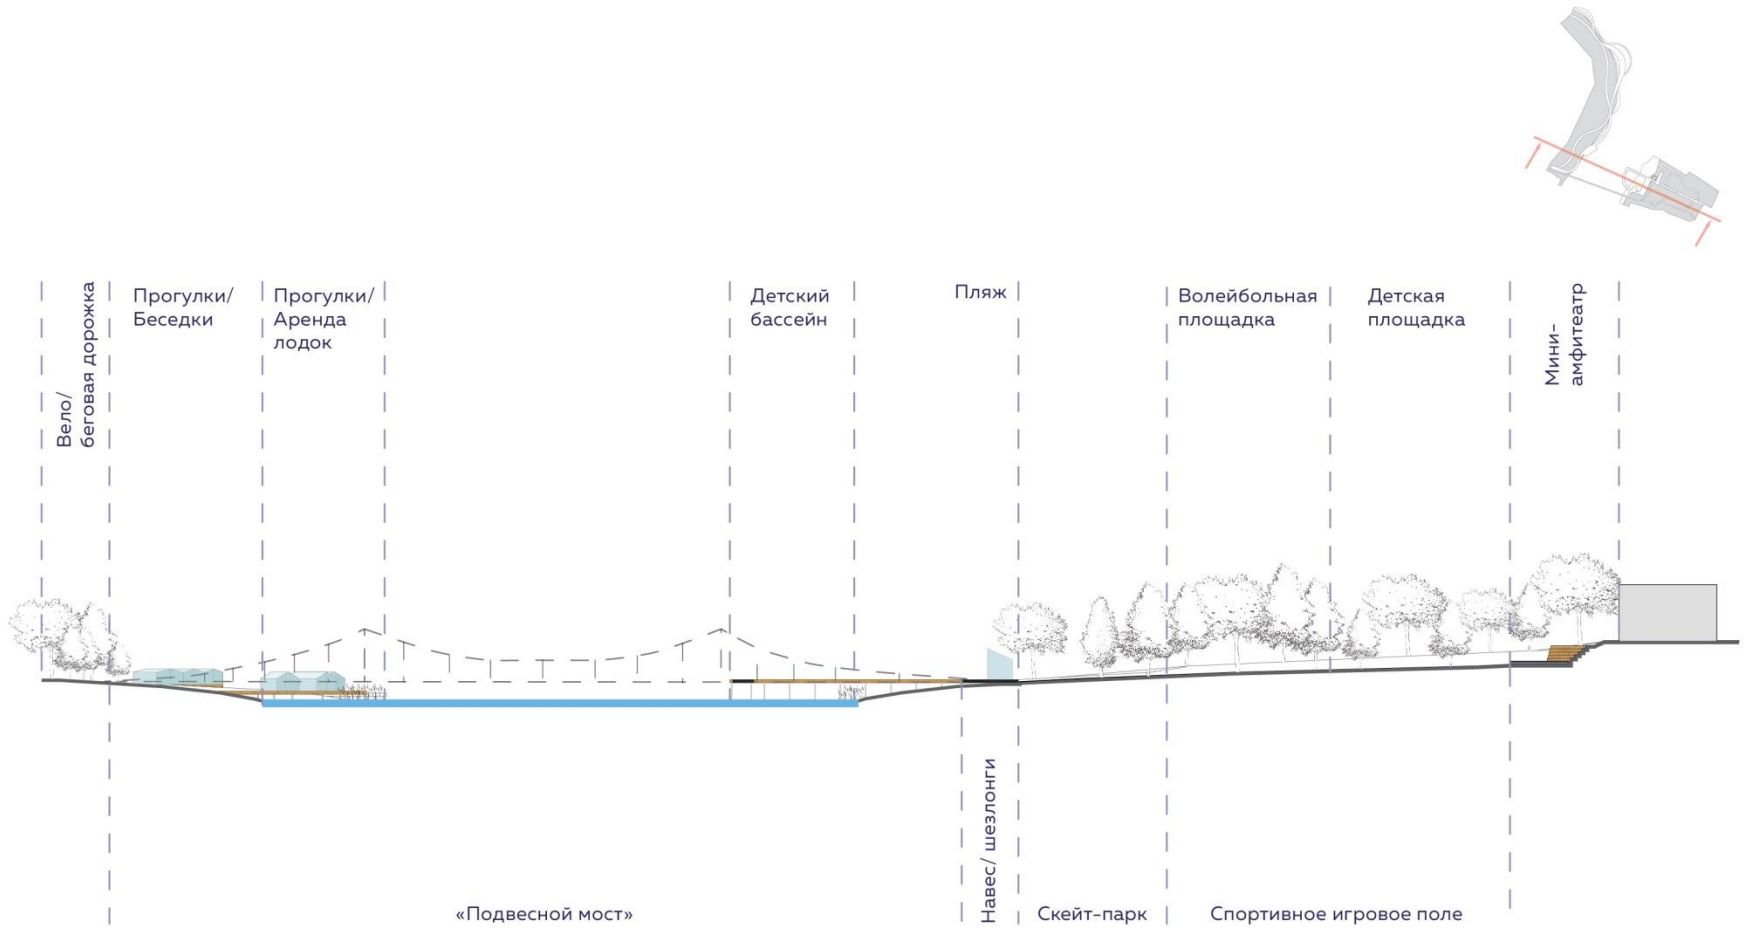 Вело/
беговая дорожка
Прогулки/
Беседки
Прогулки/
Аренда
лодок
Детский
бассейн
Пляж
Волейбольная
площадка
Детская
площадка
Мини-
амфитеатр
«Подвесной мост»
Навес/ шезлонги
Скейт-парк
Спортивное игровое поле